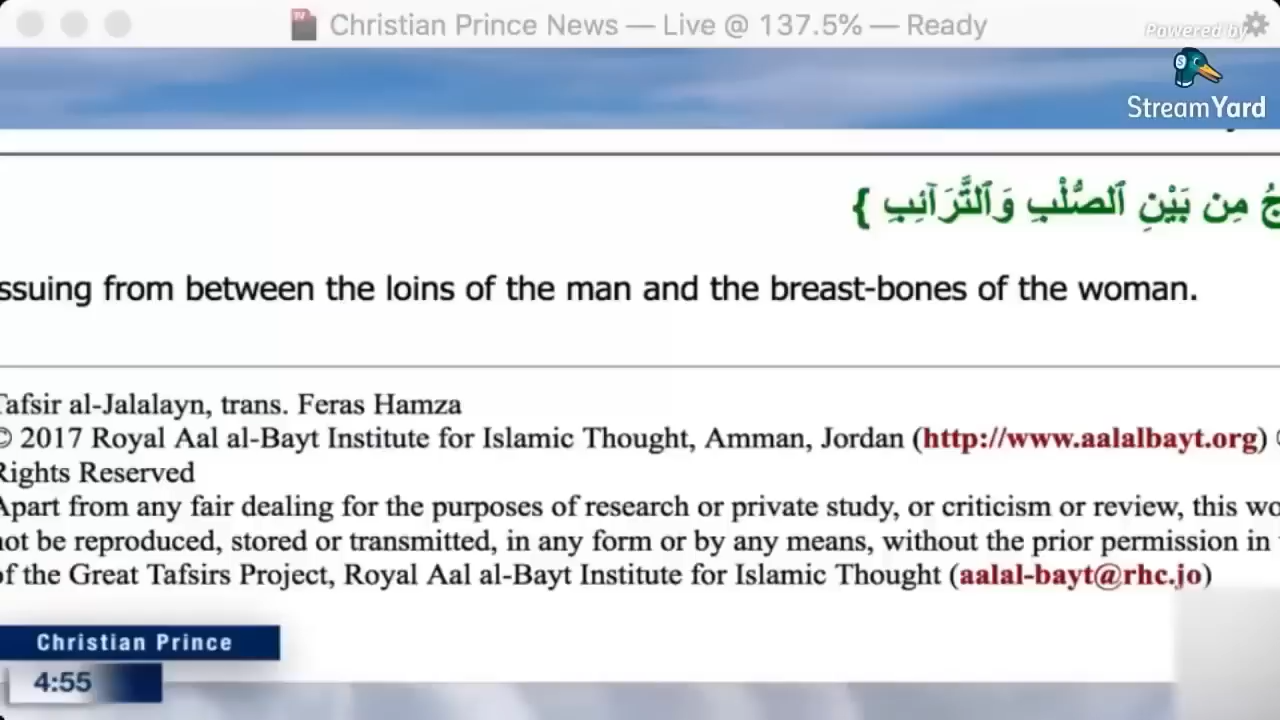 Christian Prince News — Live @ 137.5% — Ready
Powered by
StreamYard
مِن بَيْنِ ٱلصُّلْبِ وَٱلتَّرَآئِبِ }
ssuing from between the loins of the man and the breast-bones of the woman.
Tafsir al-Jalalayn, trans. Feras Hamza
© 2017 Royal Aal al-Bayt Institute for Islamic Thought, Amman, Jordan (http://www.aalalbayt.org)
Rights Reserved
Apart from any fair dealing for the purposes of research or private study, or criticism or review, this wo
not be reproduced, stored or transmitted, in any form or by any means, without the prior permission in
of the Great Tafsirs Project, Royal Aal al-Bayt Institute for Islamic Thought (aalal-bayt@rhc.jo)
Christian Prince
4:55